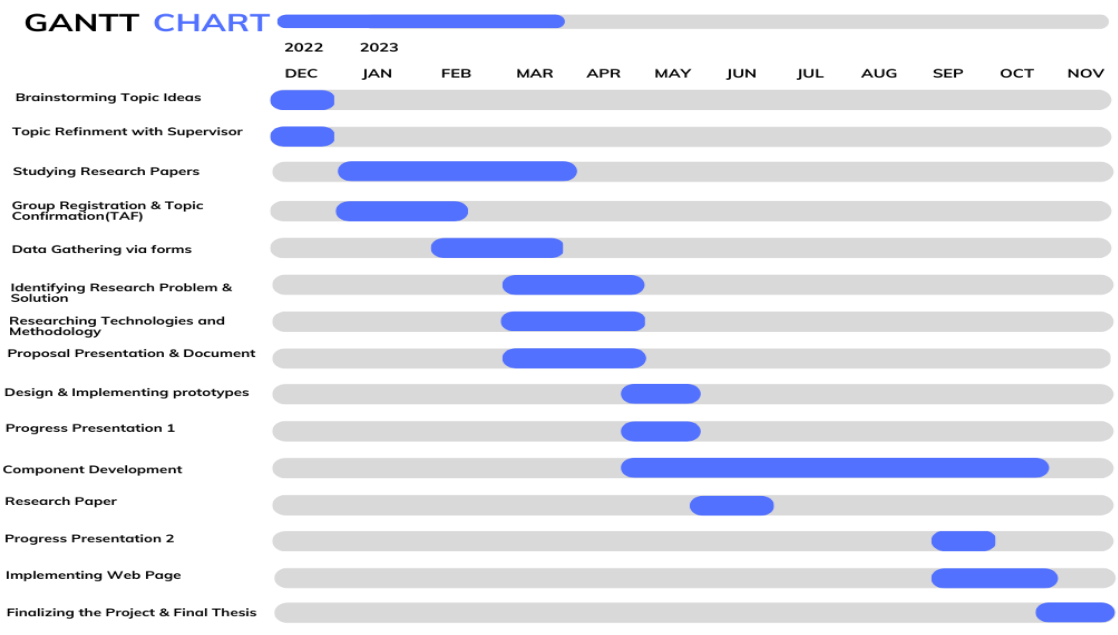 GANTT CHART
2022 2023
DEC JAN FEB MAR APR MAY JUN JUL AUG SEP OCT NOV
Brainstorming Topic Ideas
Topic Refinment with Supervisor
Studying Research Papers
Group Registration & Topic
Confirmation(TAF)
Data Gathering via forms
Identifying Research Problem &
Solution
Researching Technologies and
Methodology
Proposal Presentation & Document
Design & Implementing prototypes
Progress Presentation 1
Component Development
Research Paper
Progress Presentation 2
Implementing Web Page
Finalizing the Project & Final Thesis